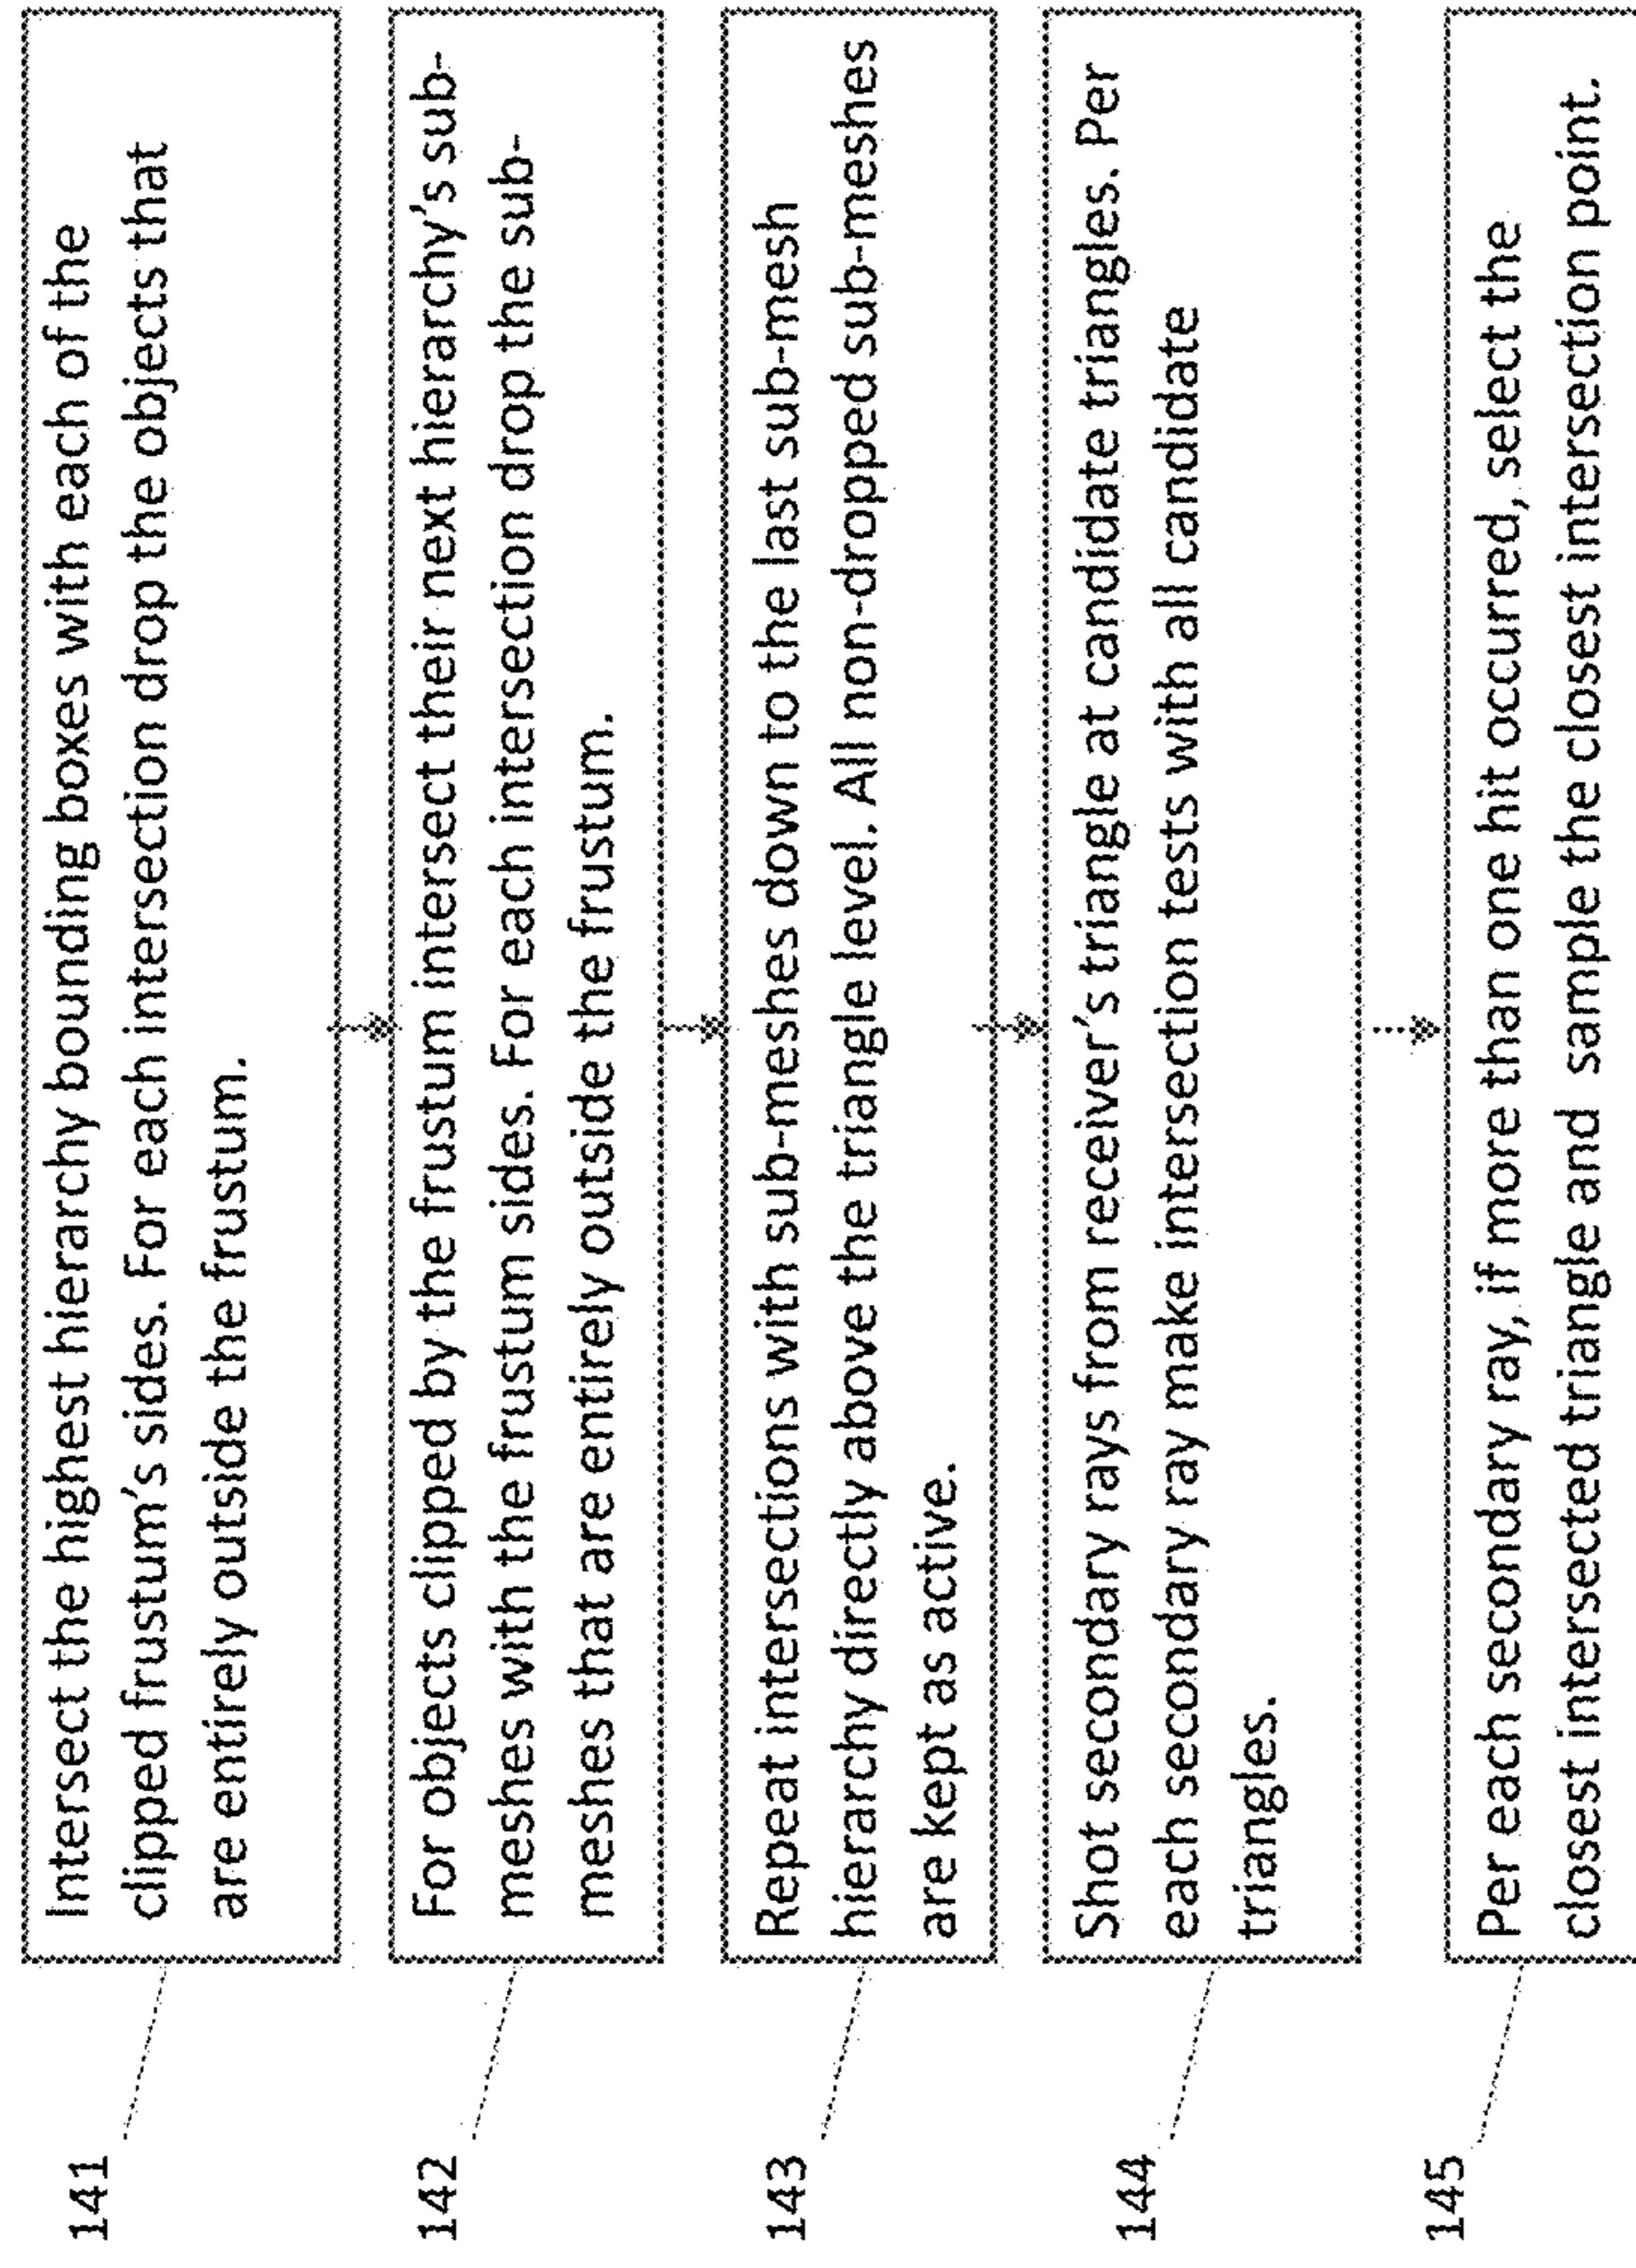 141
Intersect the highest hierarchy bounding boxes with each of the
clipped frustum's sides. For each intersection drop the objects that
are entirely outside the frustum.
142
For objects clipped by the frustum intersect their next hierarchy's sub-
meshes with the frustum sides. For each intersection drop the sub-
meshes that are entirely outside the frustum.
143
Repeat intersections with sub-meshes down to the last sub-mesh
hierarchy directly above the triangle level. All non-dropped sub-meshes
are kept as active.
144
Shot secondary rays from receiver's triangle at candidate triangles. Per
each secondary ray make intersection tests with all candidate
triangles.
145
Per each secondary ray, if more than one hit occurred, select the
closest intersected triangle and sample the closest intersection point.